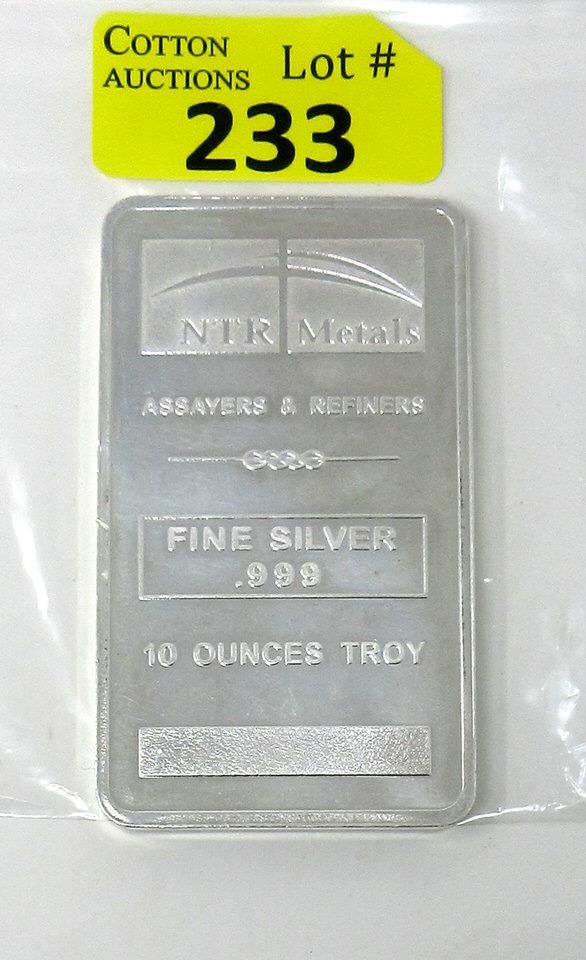 COTTON AUCTIONS Lot #
233
NTR Metals
ASSAYERS & REFINERS
FINE SILVER
.999
10 OUNCES TROY